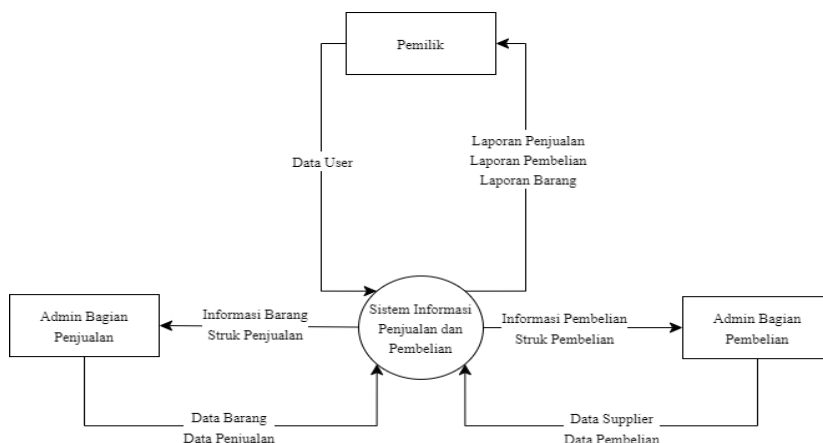 Pemilik
Data User
Laporan Penjualan
Laporan Pembelian
Laporan Barang
Admin Bagian
Penjualan
Informasi Barang
Struk Penjualan
Sistem Informasi
Penjualan dan
Pembelian
Informasi Pembelian
Struk Pembelian
Admin Bagian
Pembelian
Data Barang
Data Penjualan
Data Supplier
Data Pembelian